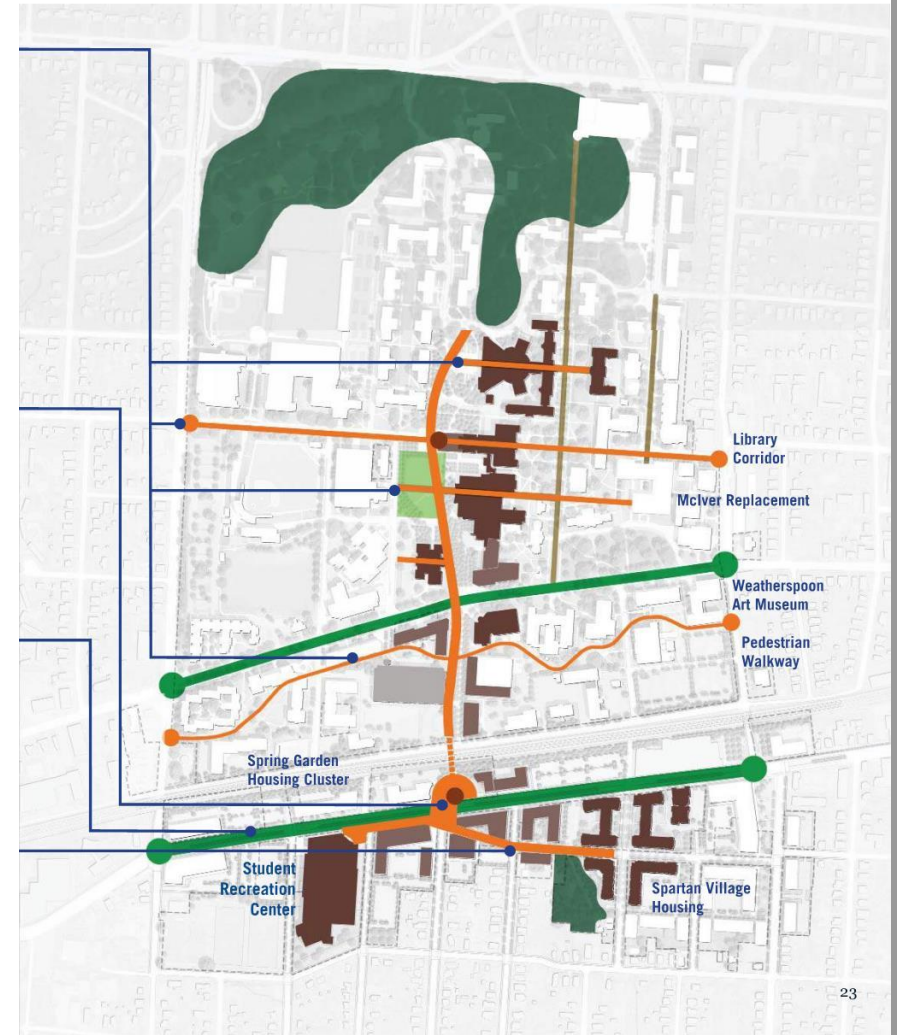 Library
Corridor
McIver Replacement
Weatherspoon
Art Museum
Pedestrian
Walkway
Spring Garden
Housing Cluster
Student
Recreation
Center
Spartan Village
Housing
23